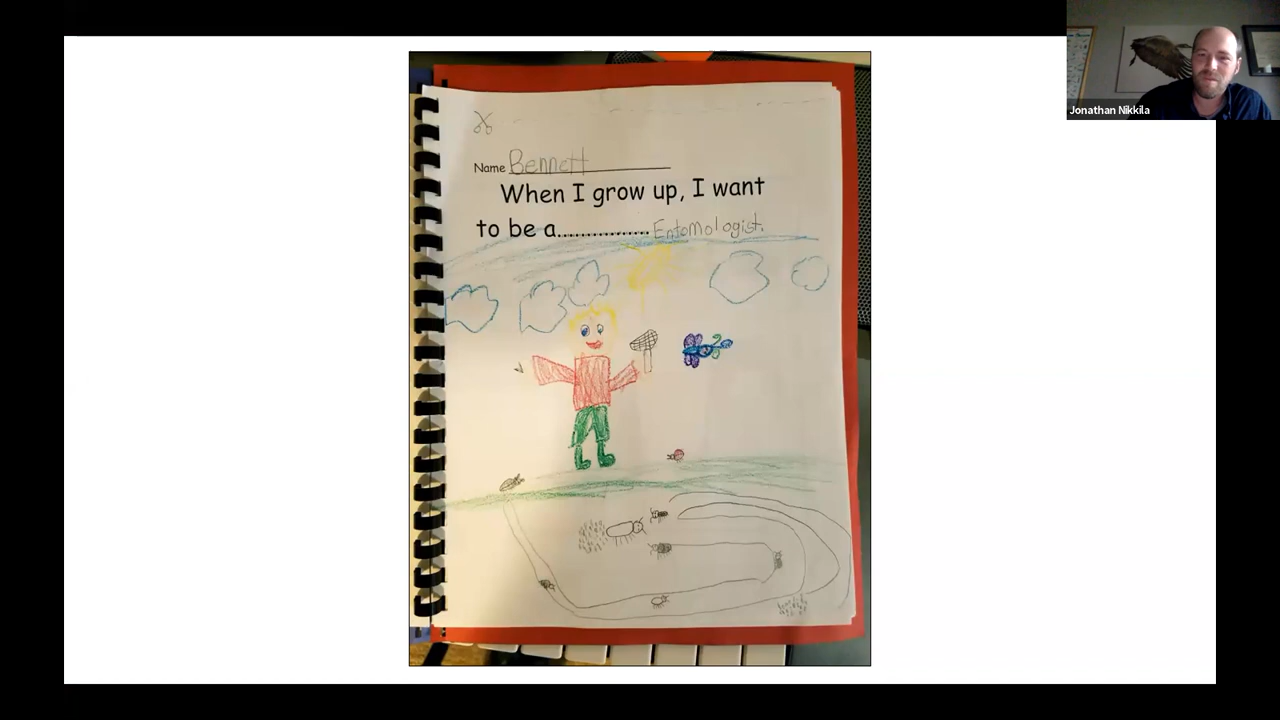 Name Bennett
When I grow up, I want
to be a............... Entomologist.
Jonathan Nikkila